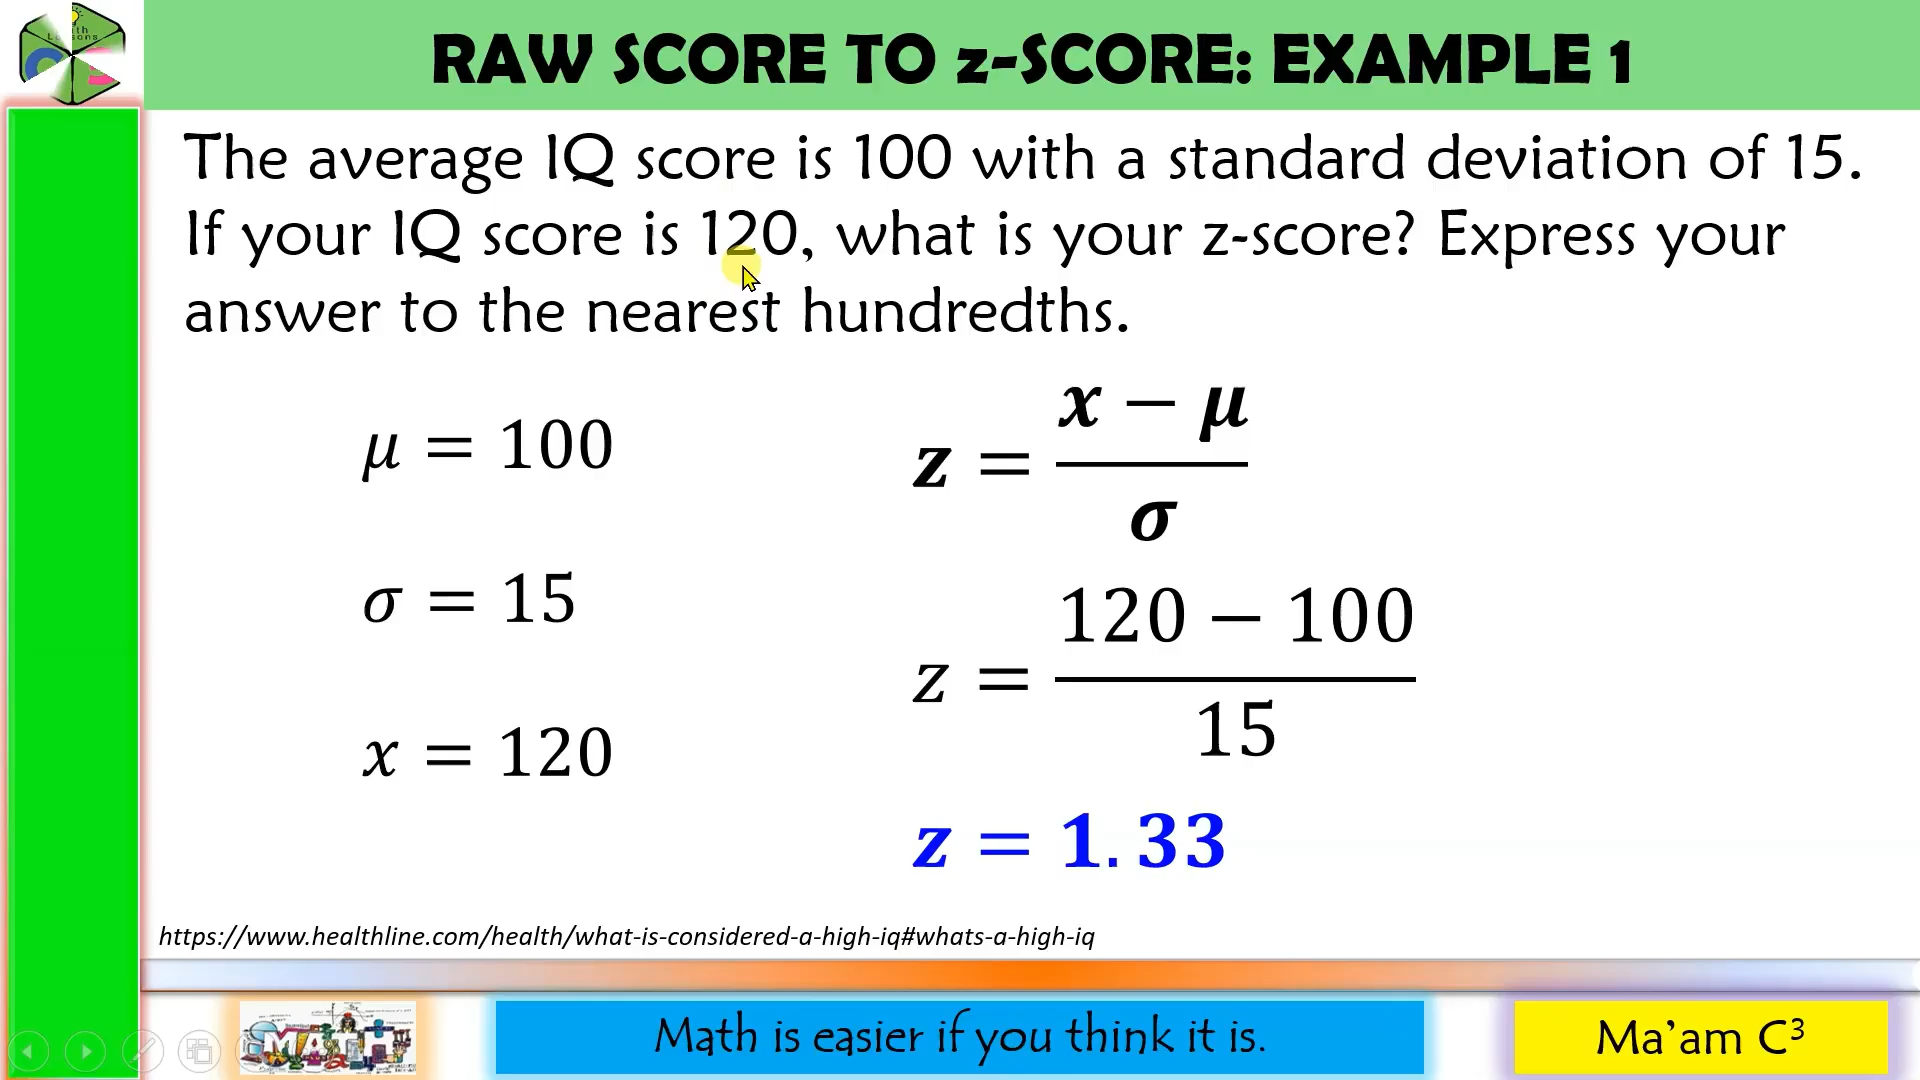 RAW SCORE TO z-SCORE: EXAMPLE 1
The average IQ score is 100 with a standard deviation of 15.
If your IQ score is 120, what is your z-score? Express your
answer to the nearest hundredths.
μ = 100
σ = 15
x = 120
z = (x − μ)/σ
z = (120 − 100)/15
z = 1.33
https://www.healthline.com/health/what-is-considered-a-high-iq#whats-a-high-iq
MATH
Math is easier if you think it is.
Ma’am C³